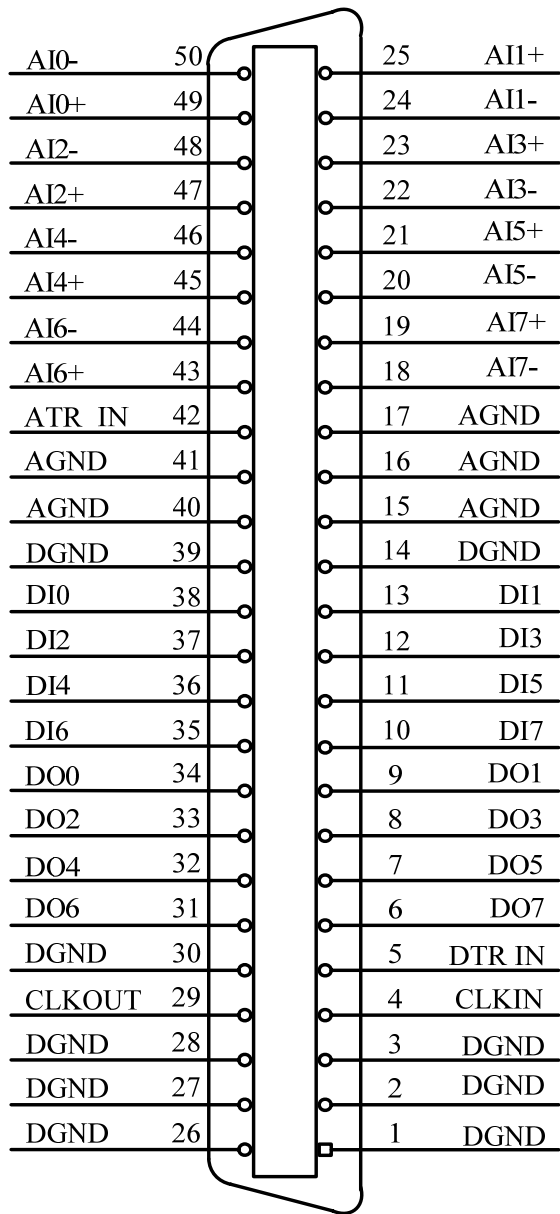 AI0- 50 25 AI1+
AI0+ 49 24 AI1-
AI2- 48 23 AI3+
AI2+ 47 22 AI3-
AI4- 46 21 AI5+
AI4+ 45 20 AI5-
AI6- 44 19 AI7+
AI6+ 43 18 AI7-
ATR IN 42 17 AGND
AGND 41 16 AGND
AGND 40 15 AGND
DGND 39 14 DGND
DI0 38 13 DI1
DI2 37 12 DI3
DI4 36 11 DI5
DI6 35 10 DI7
DO0 34 9 DO1
DO2 33 8 DO3
DO4 32 7 DO5
DO6 31 6 DO7
DGND 30 5 DTR IN
CLKOUT 29 4 CLKIN
DGND 28 3 DGND
DGND 27 2 DGND
DGND 26 1 DGND